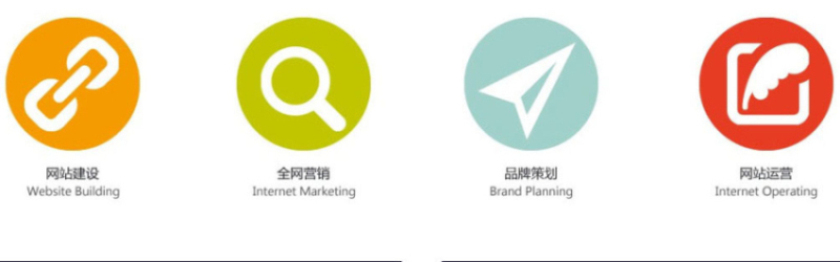 网站建设
Website Building
全网营销
Internet Marketing
品牌策划
Brand Planning
网站运营
Internet Operating